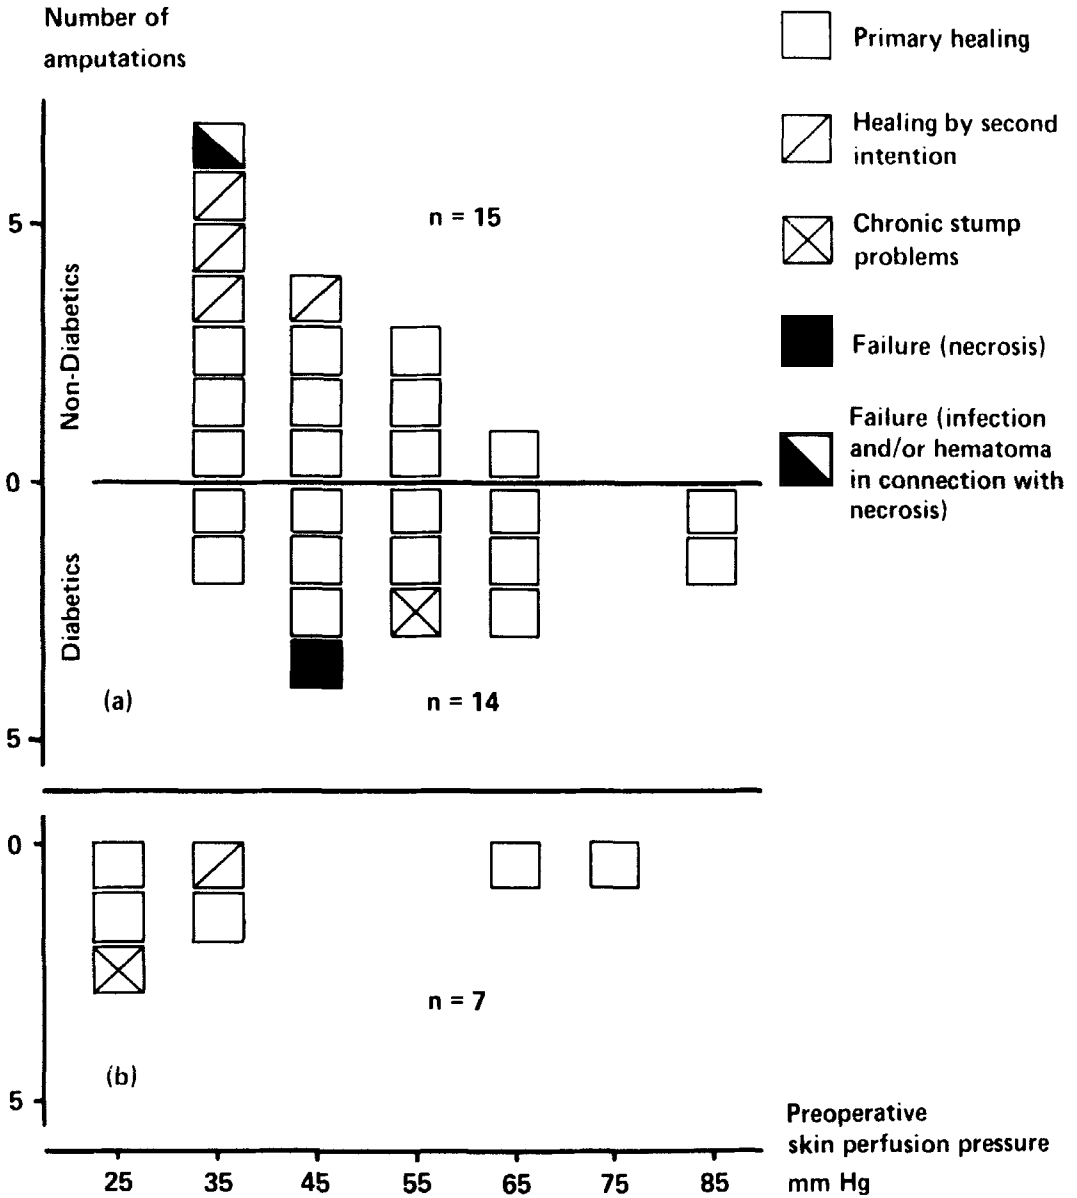 Number of
amputations
Primary healing
Healing by second
intention
Chronic stump
problems
Failure (necrosis)
Failure (infection
and/or hematoma
in connection with
necrosis)
5
n = 15
Non-Diabetics
0
Diabetics
(a)
n = 14
5
0
n = 7
(b)
5
25 35 45 55 65 75 85
Preoperative
skin perfusion pressure
mm Hg